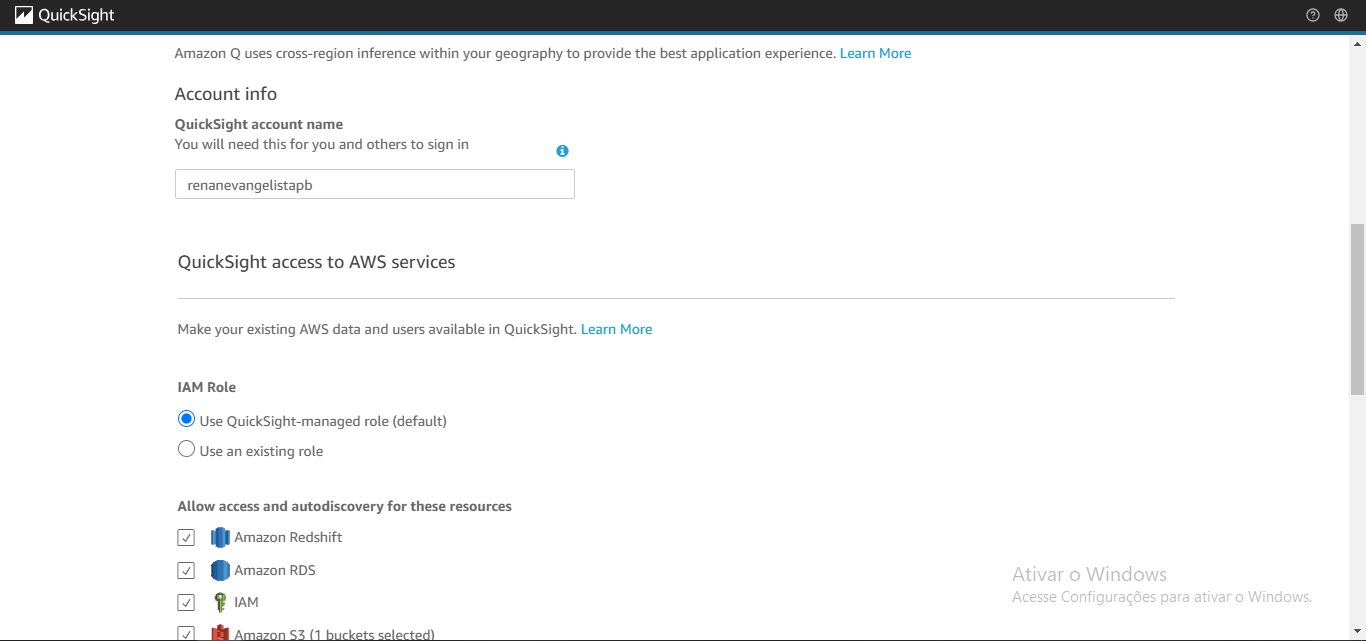 QuickSight
Amazon Q uses cross-region inference within your geography to provide the best application experience. Learn More
Account info
QuickSight account name
You will need this for you and others to sign in
renanevangelistapb
QuickSight access to AWS services
Make your existing AWS data and users available in QuickSight. Learn More
IAM Role
Use QuickSight-managed role (default)
Use an existing role
Allow access and autodiscovery for these resources
Amazon Redshift
Amazon RDS
IAM
Amazon S3 (1 buckets selected)
Ativar o Windows
Acesse Configurações para ativar o Windows.